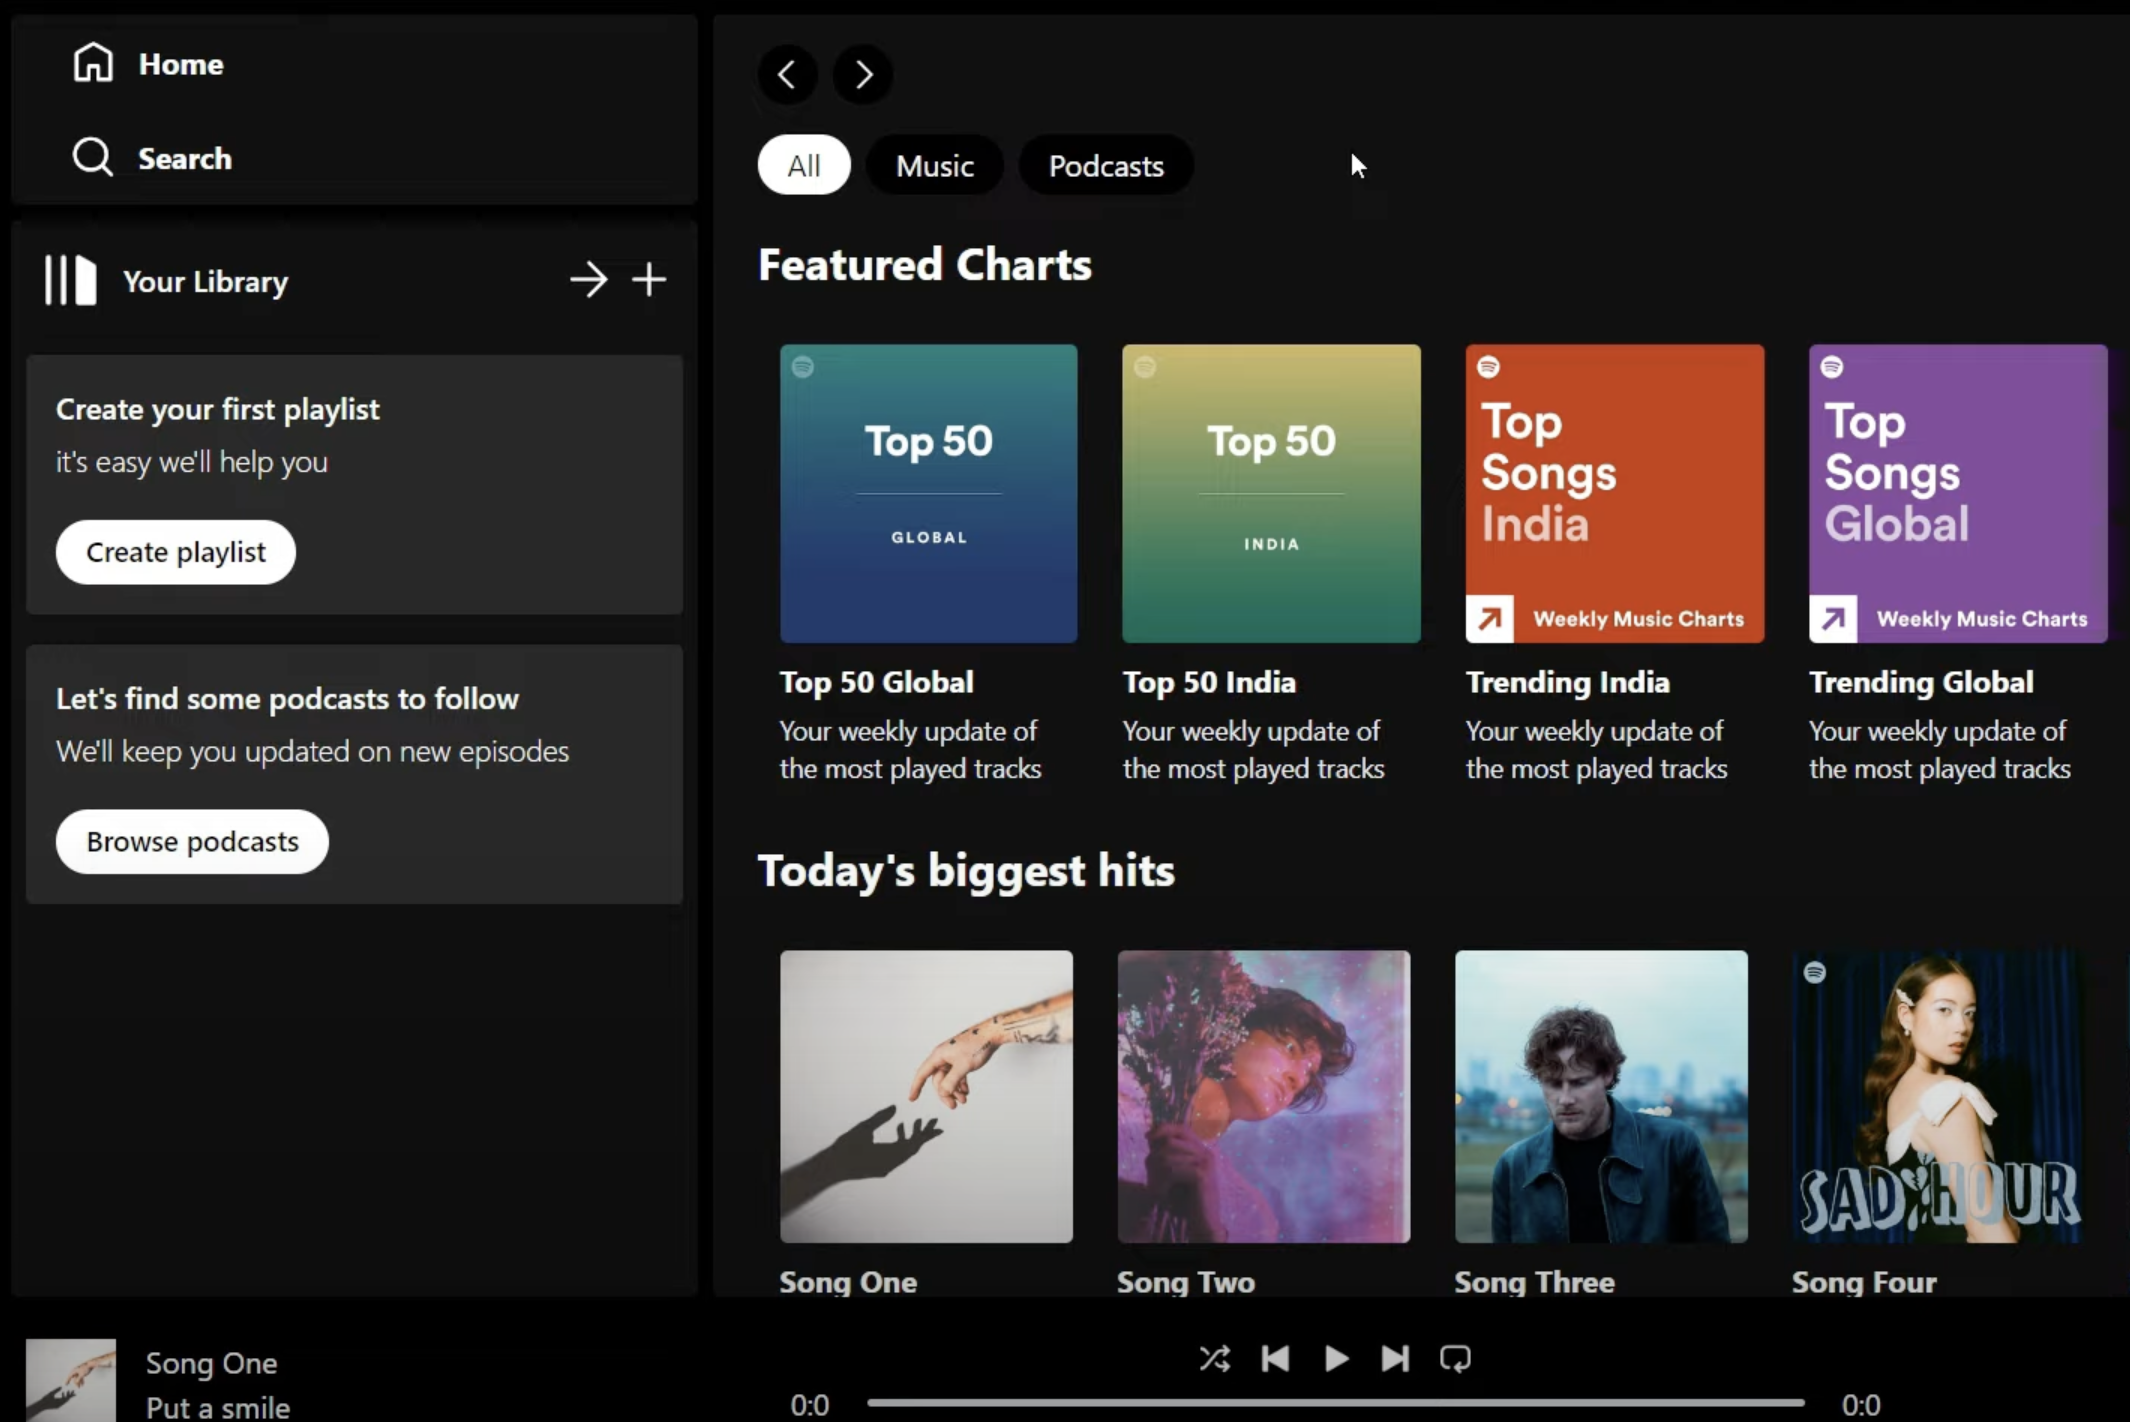 Home
Search
Your Library
Create your first playlist
it's easy we'll help you
Create playlist
Let's find some podcasts to follow
We'll keep you updated on new episodes
Browse podcasts
All
Music
Podcasts
Featured Charts
Top 50
GLOBAL
Top 50 Global
Your weekly update of
the most played tracks
Top 50
INDIA
Top 50 India
Your weekly update of
the most played tracks
Top
Songs
India
Weekly Music Charts
Trending India
Your weekly update of
the most played tracks
Top
Songs
Global
Weekly Music Charts
Trending Global
Your weekly update of
the most played tracks
Today's biggest hits
Song One
Song Two
Song Three
SAD HOUR
Song Four
Song One
Put a smile
0:0
0:0